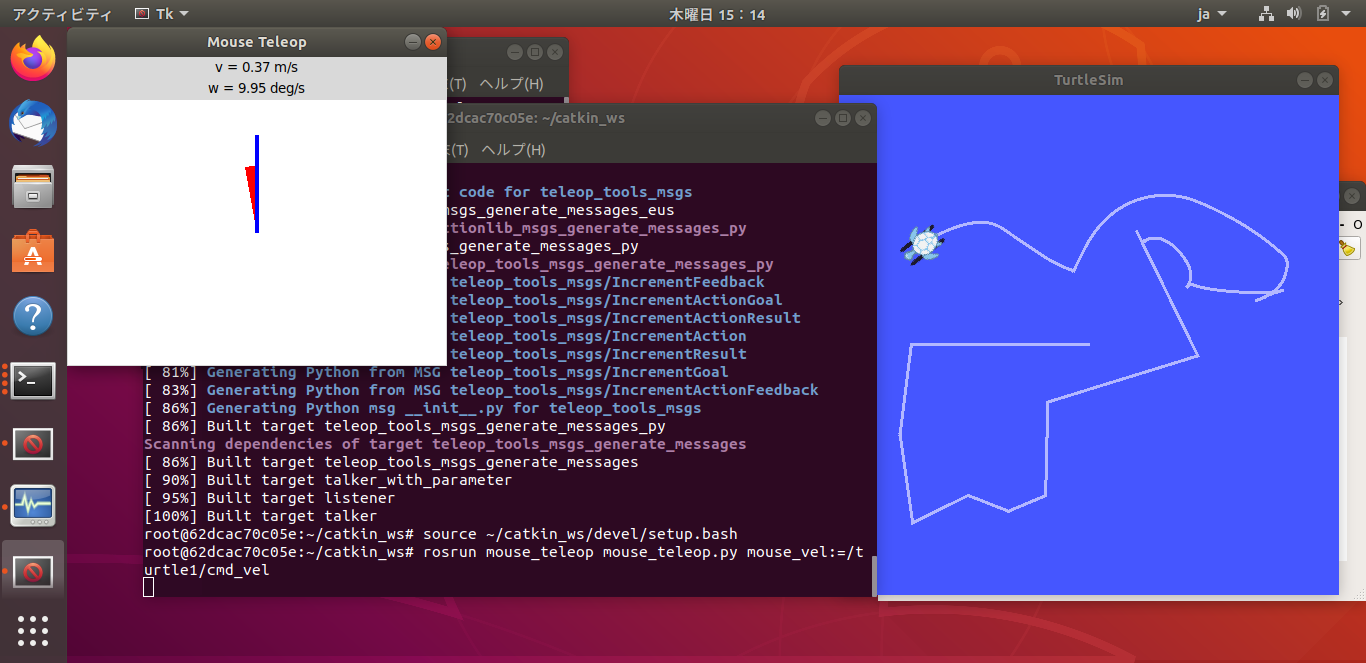 アクティビティ
Tk
木曜日 15：14
ja
Mouse Teleop
v = 0.37 m/s
w = 9.95 deg/s
(T) ヘルプ(H)
2dcac70c05e: ~/catkin_ws
(T) ヘルプ(H)
TurtleSim
code for teleop_tools_msgs
msgs_generate_messages_eus
ctionlib_msgs_generate_messages_py
s_generate_messages_py
eleop_tools_msgs_generate_messages_py
teleop_tools_msgs/IncrementFeedback
teleop_tools_msgs/IncrementActionGoal
teleop_tools_msgs/IncrementActionResult
teleop_tools_msgs/IncrementAction
teleop_tools_msgs/IncrementResult
[ 81%] Generating Python from MSG teleop_tools_msgs/IncrementGoal
[ 83%] Generating Python from MSG teleop_tools_msgs/IncrementActionFeedback
[ 86%] Generating Python msg __init__.py for teleop_tools_msgs
[ 86%] Built target teleop_tools_msgs_generate_messages_py
Scanning dependencies of target teleop_tools_msgs_generate_messages
[ 86%] Built target teleop_tools_msgs_generate_messages
[ 90%] Built target talker_with_parameter
[ 95%] Built target listener
[100%] Built target talker
root@62dcac70c05e:~/catkin_ws# source ~/catkin_ws/devel/setup.bash
root@62dcac70c05e:~/catkin_ws# rosrun mouse_teleop mouse_teleop.py mouse_vel:=/t
urtle1/cmd_vel